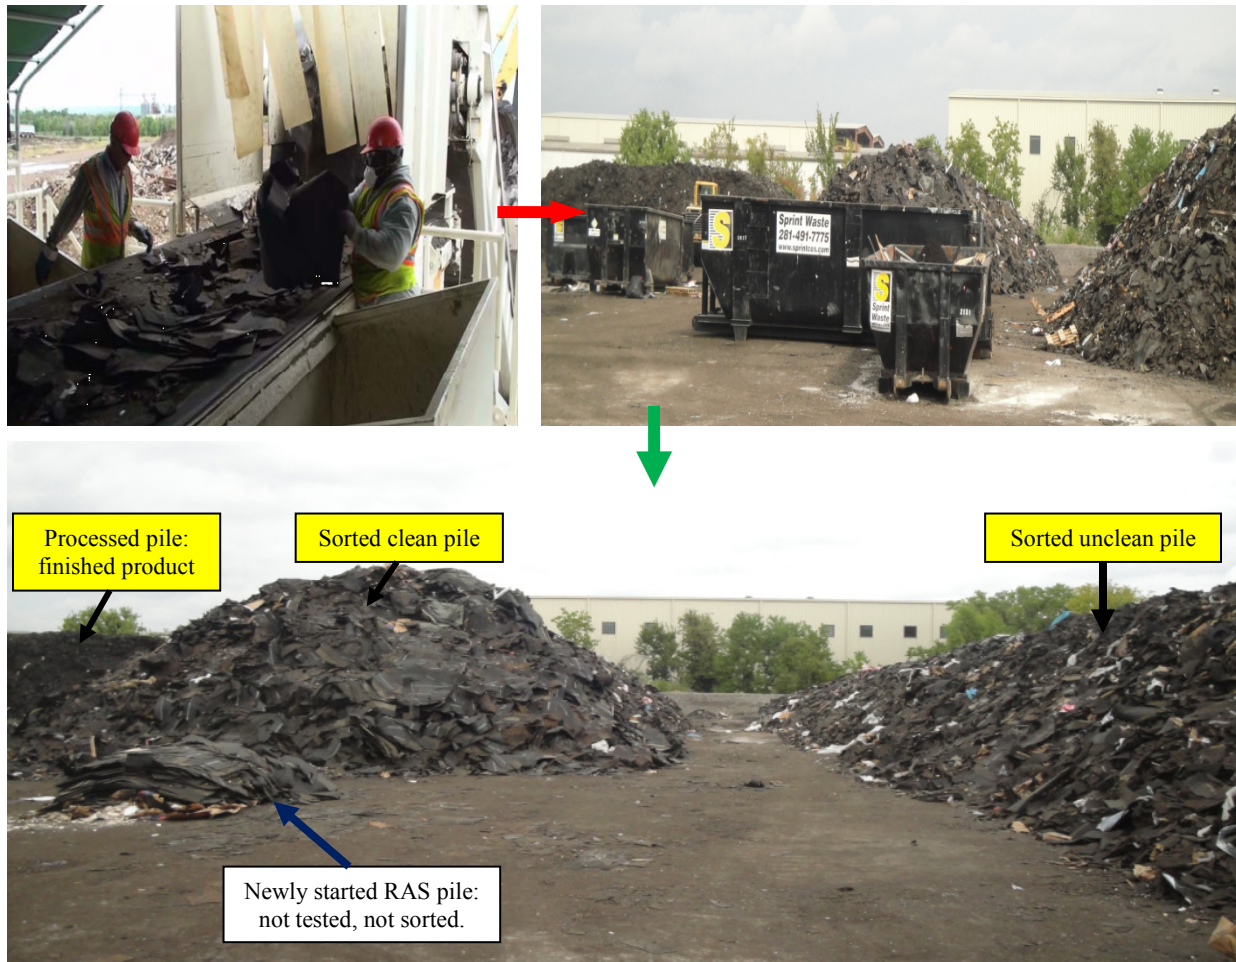 Sprint Waste
281-491-7775
www.sprintcos.com
S
S
Sprint
Waste
Processed pile:
finished product
Sorted clean pile
Sorted unclean pile
Newly started RAS pile:
not tested, not sorted.